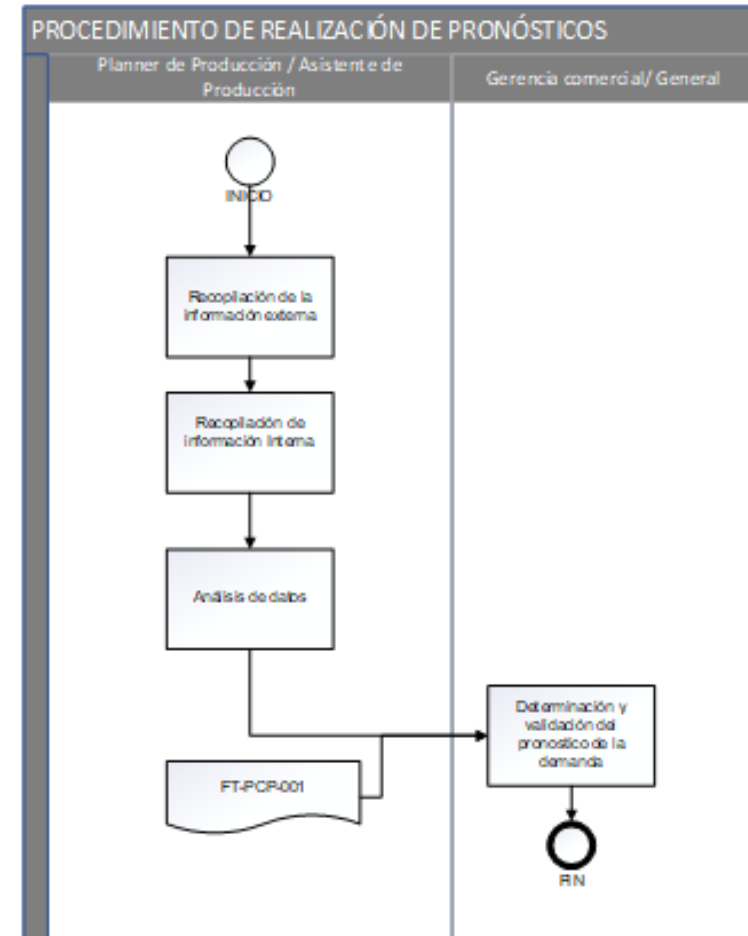 PROCEDIMIENTO DE REALIZACIÓN DE PRONÓSTICOS
Planner de Producción / Asistente de
Producción
Gerencia comercial/ General
INICIO
Recopilación de la
información externa
Recopilación de
información Interna
Análisis de datos
Determinación y
validación del
pronostico de la
demanda
FT-PCP-001
FIN